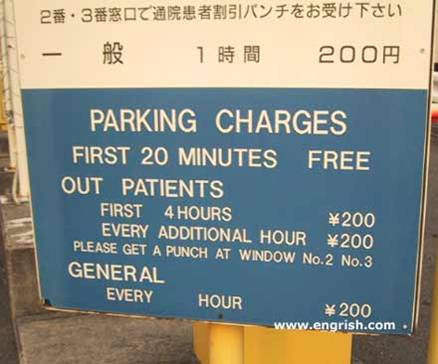 2番・3番窓口で通院患者割引パンチをお受け下さい
一般 1時間 200円
PARKING CHARGES
FIRST 20 MINUTES FREE
OUT PATIENTS
FIRST 4HOURS ¥200
EVERY ADDITIONAL HOUR ¥200
PLEASE GET A PUNCH AT WINDOW No.2 No.3
GENERAL
EVERY HOUR ¥200
www.engrish.com